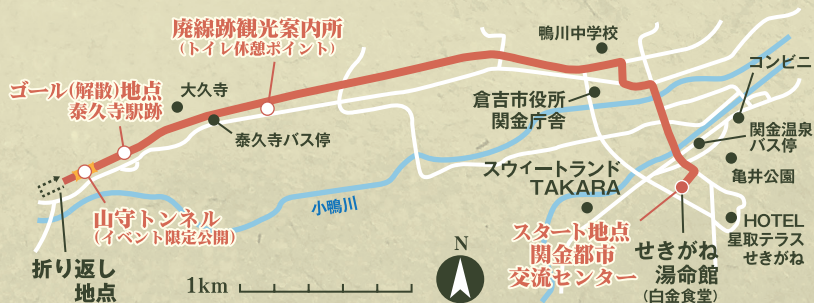 廃線跡観光案内所
(トイレ休憩ポイント)
鴨川中学校
コンビニ
ゴール(解散)地点
泰久寺駅跡
大久寺
倉吉市役所
関金庁舎
泰久寺バス停
関金温泉
バス停
スウィートランド
TAKARA
亀井公園
小鴨川
山守トンネル
(イベント限定公開)
スタート地点
関金都市
交流センター
せきがね
湯命館
(白金食堂)
HOTEL
星取テラス
せきがね
折り返し
地点
1km
N